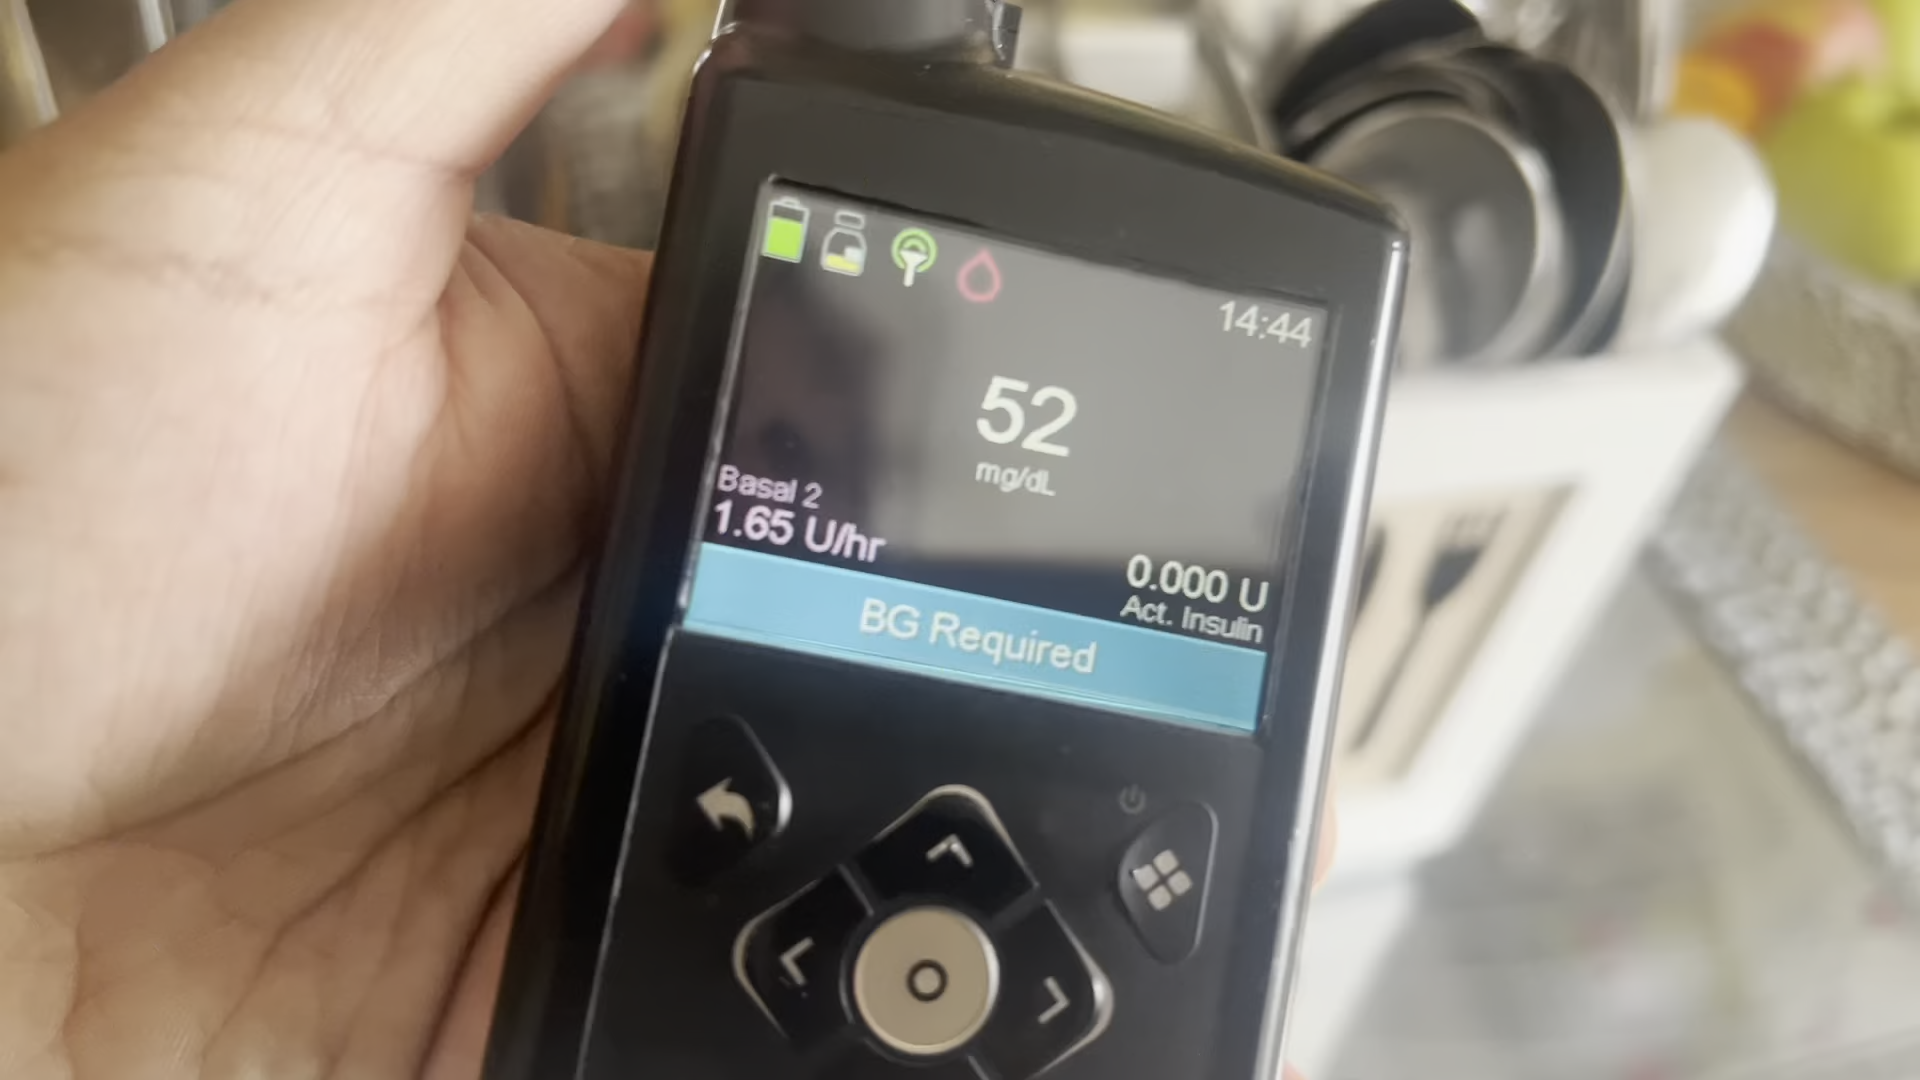 14:44
52
mg/dL
Basal 2
1.65 U/hr
0.000 U
Act. Insulin
BG Required